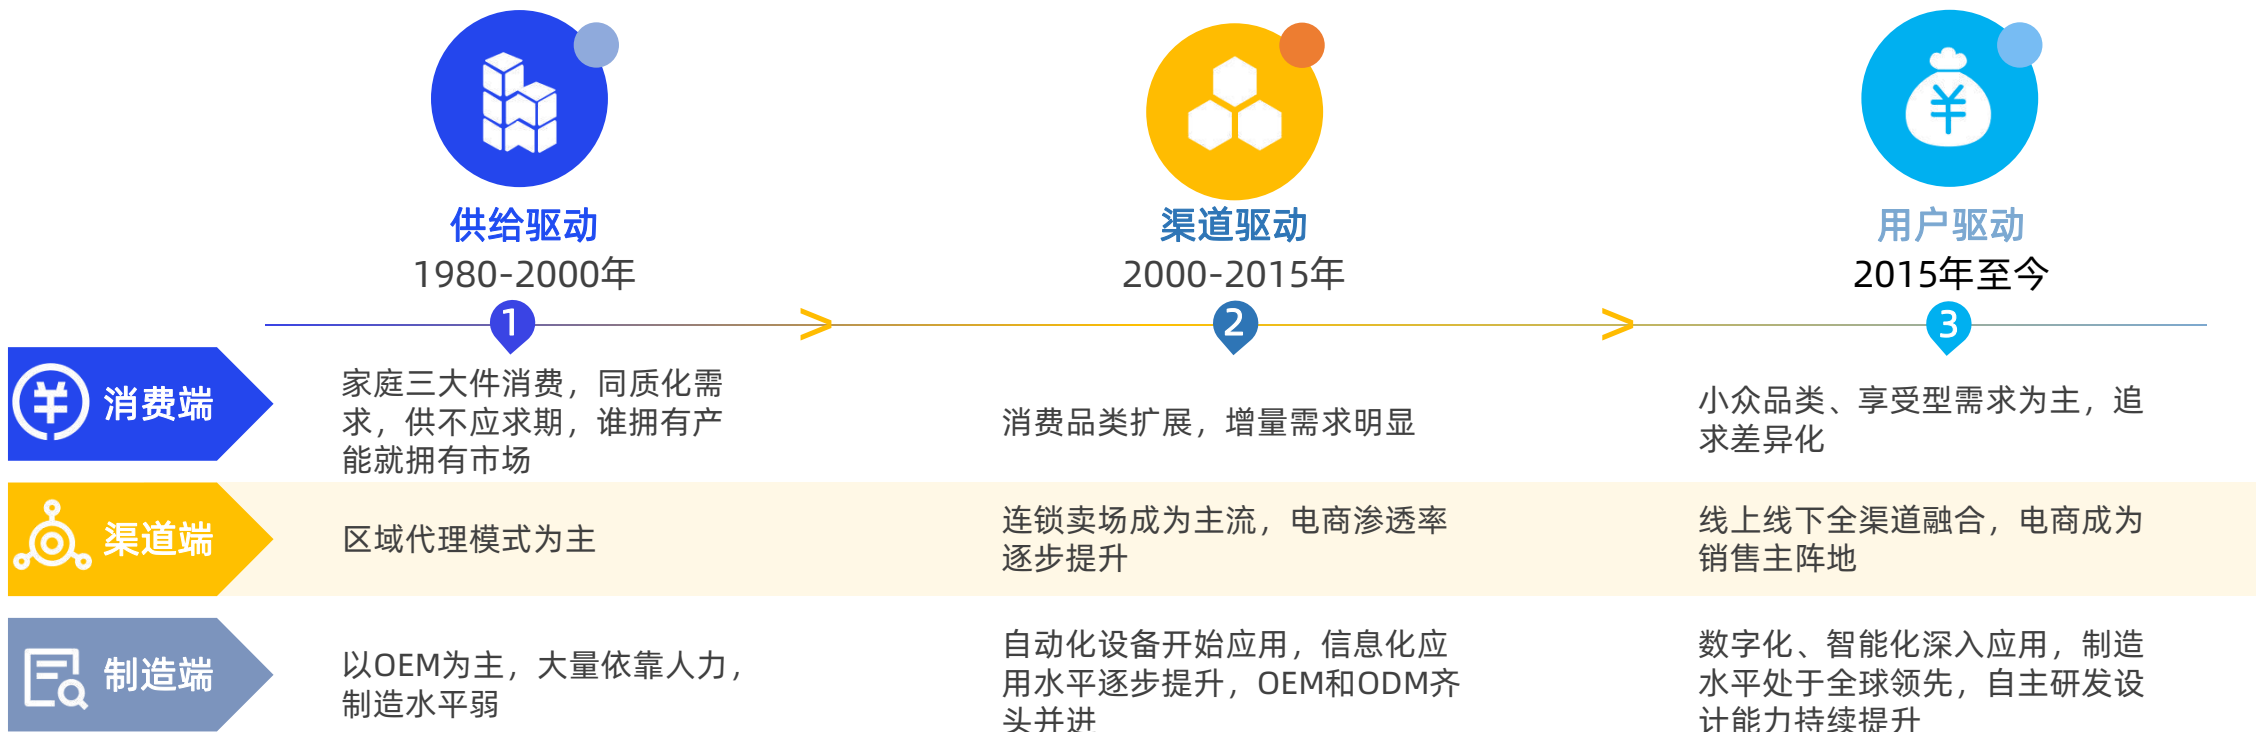 供给驱动
1980-2000年
1
渠道驱动
2000-2015年
2
用户驱动
2015年至今
3
>
>
消费端
家庭三大件消费，同质化需
求，供不应求期，谁拥有产
能就拥有市场
消费品类扩展，增量需求明显
小众品类、享受型需求为主，追
求差异化
渠道端
区域代理模式为主
连锁卖场成为主流，电商渗透率
逐步提升
线上线下全渠道融合，电商成为
销售主阵地
制造端
以OEM为主，大量依靠人力，
制造水平弱
自动化设备开始应用，信息化应
用水平逐步提升，OEM和ODM齐
头并进
数字化、智能化深入应用，制造
水平处于全球领先，自主研发设
计能力持续提升